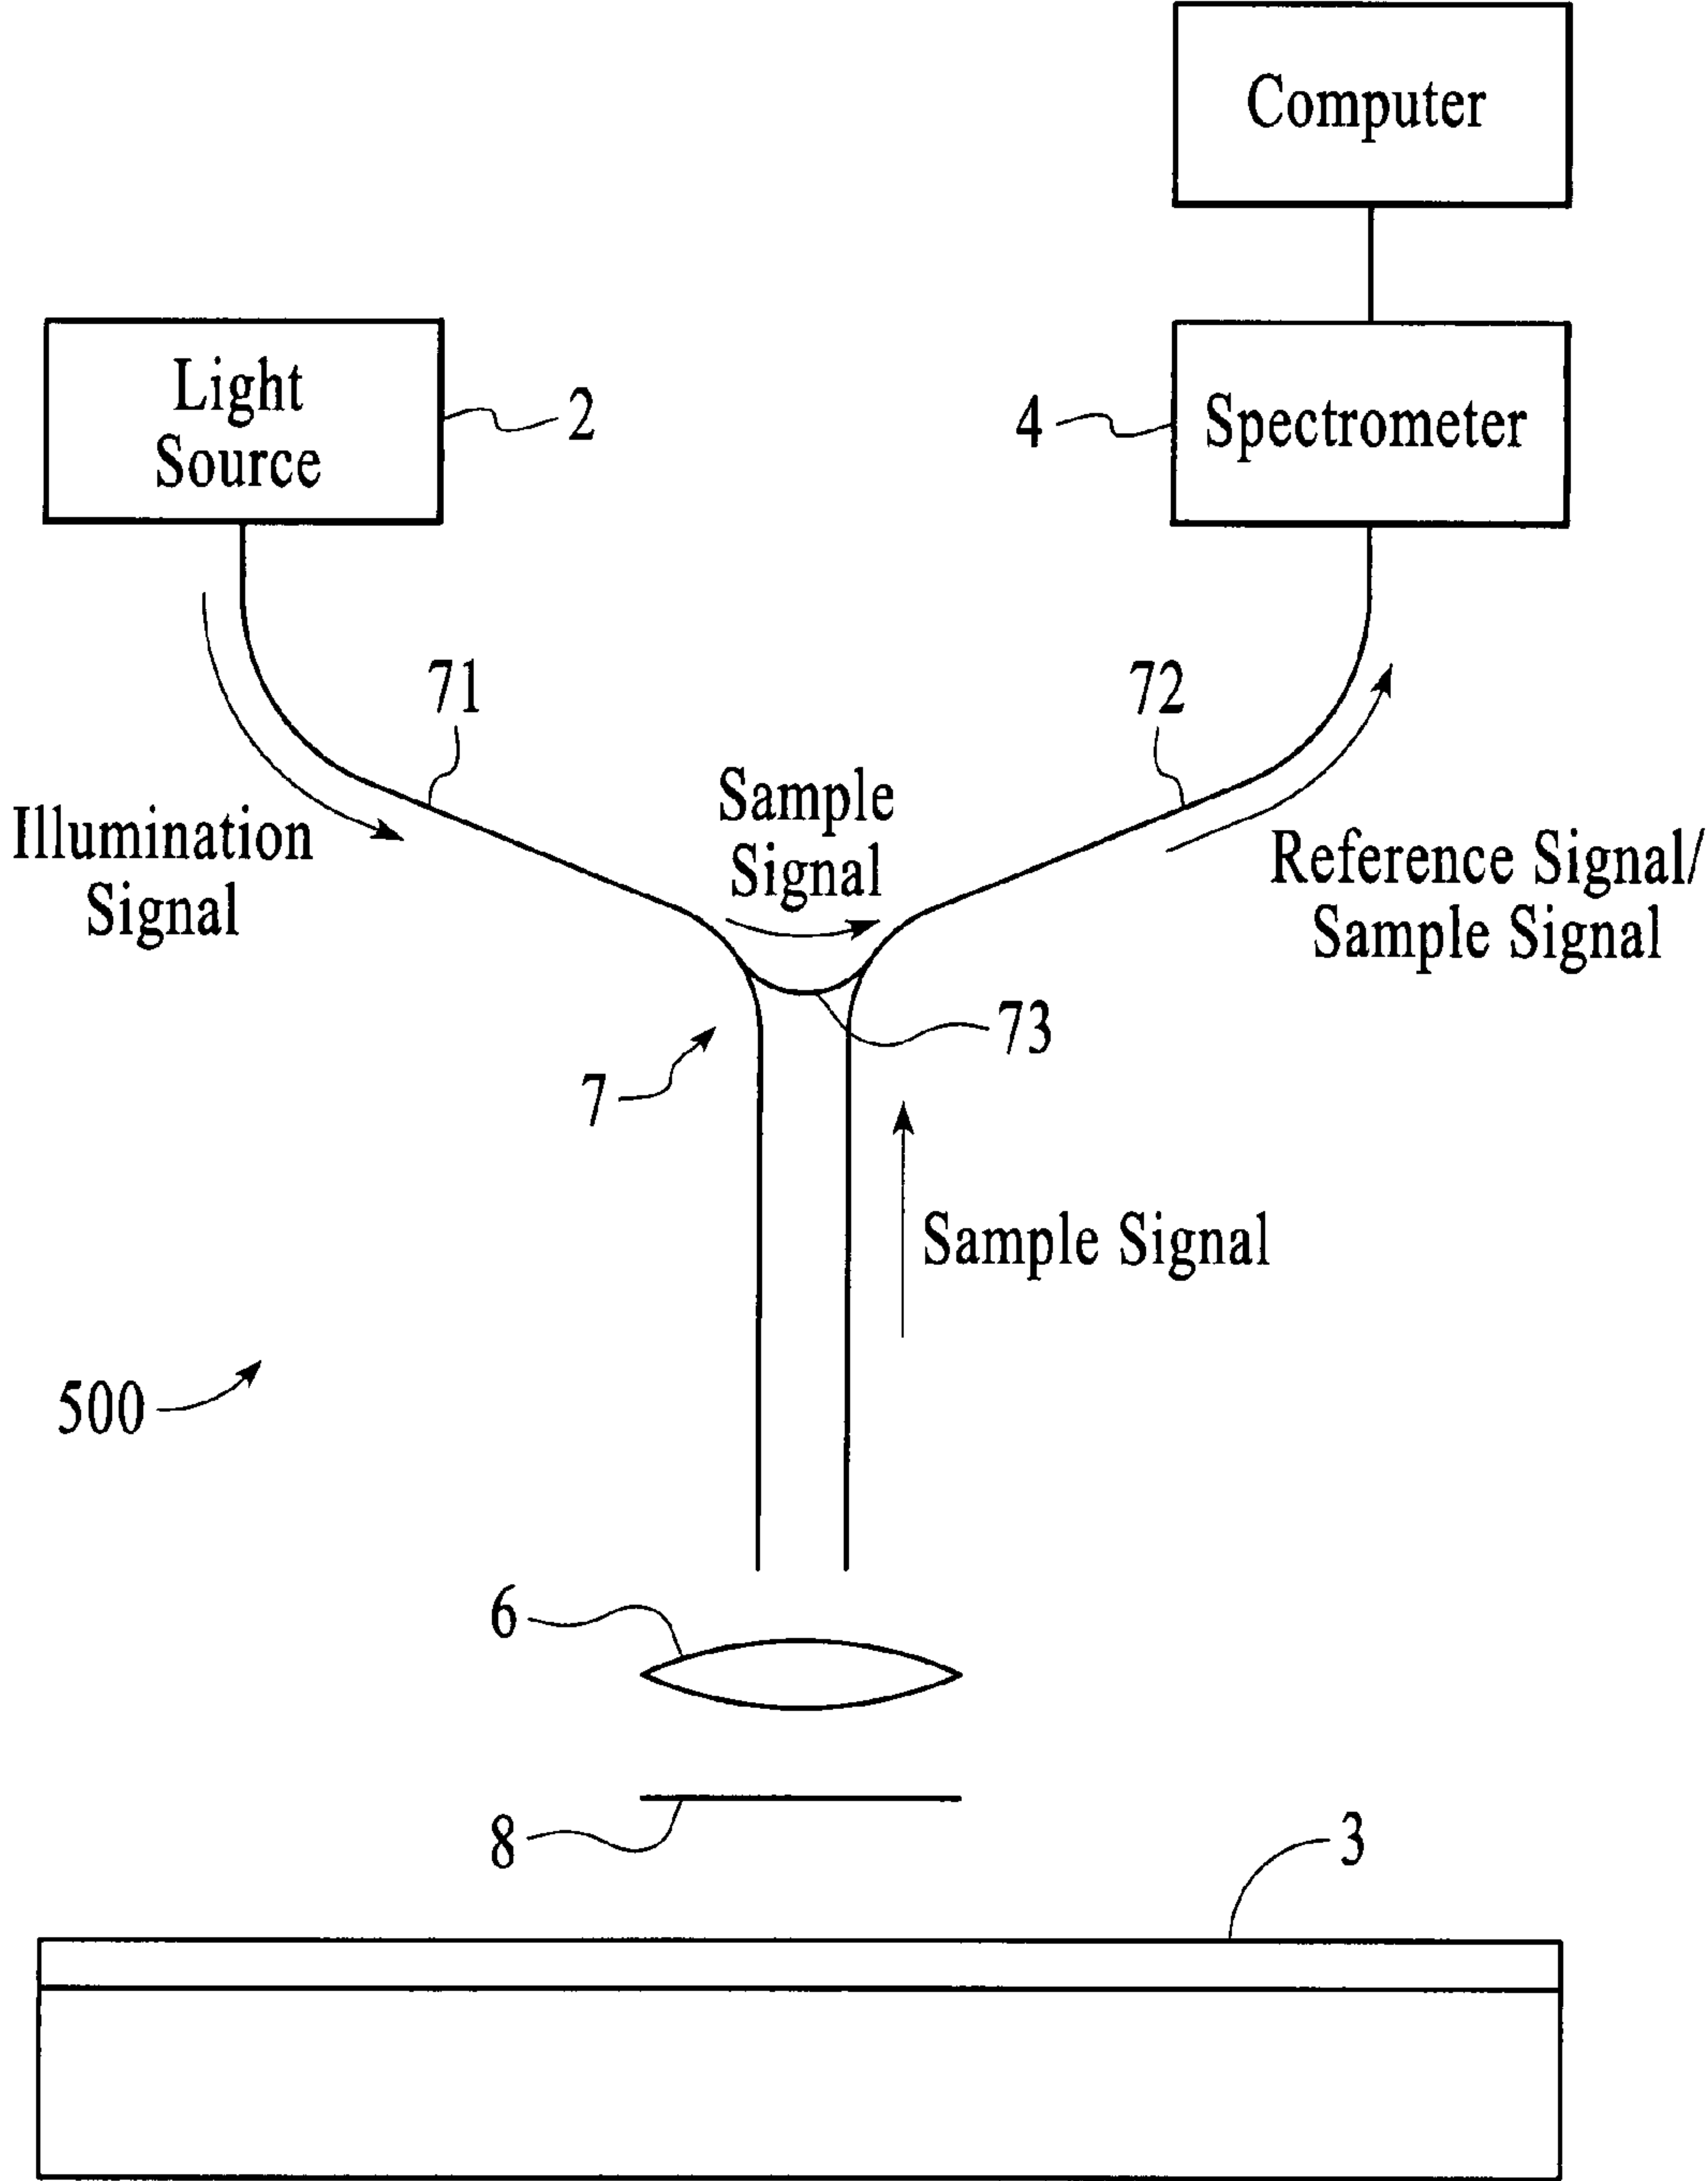 Computer
Light
Source
2
4
Spectrometer
71
72
Sample
Signal
Illumination
Signal
Reference Signal/
Sample Signal
73
7
Sample Signal
500
6
8
3